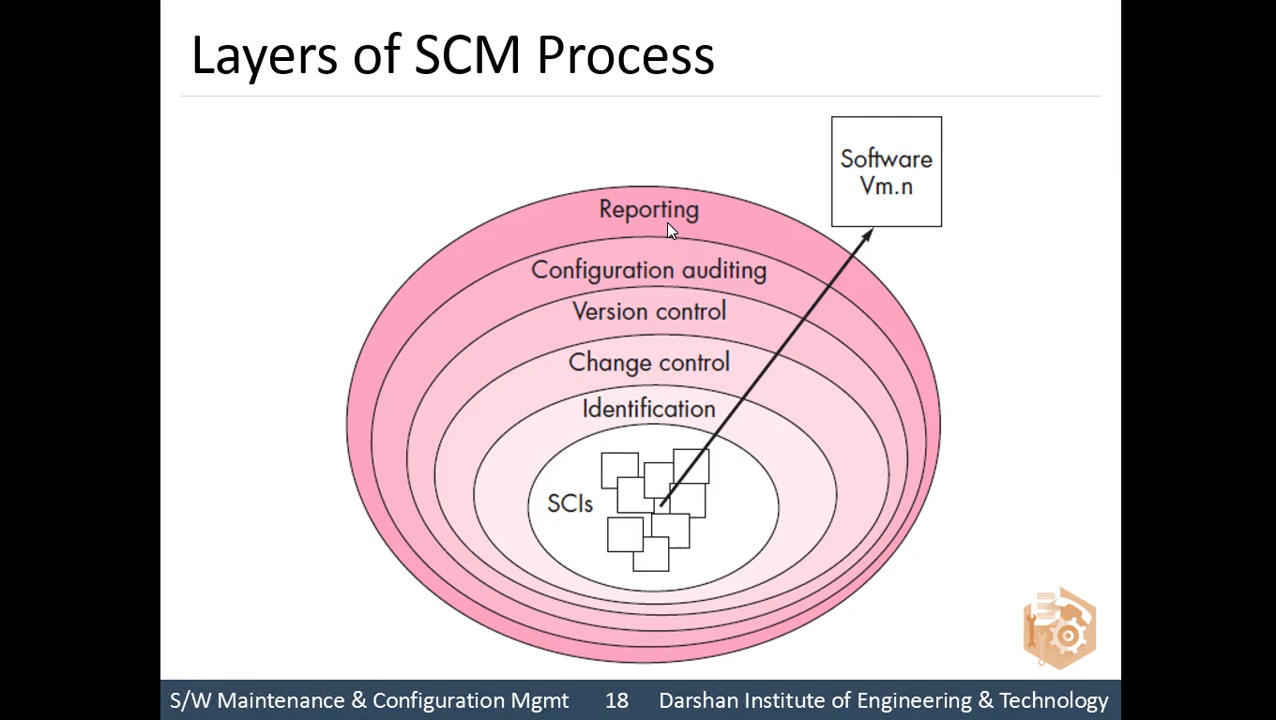 Layers of SCM Process
Software
Vm.n
Reporting
Configuration auditing
Version control
Change control
Identification
SCIs
S/W Maintenance & Configuration Mgmt 18 Darshan Institute of Engineering & Technology